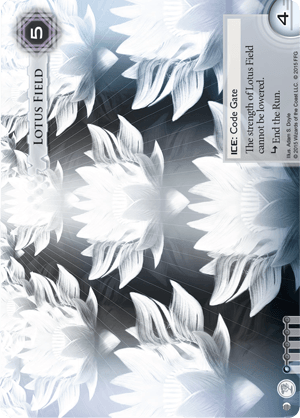 5
LOTUS FIELD
ICE: Code Gate
The strength of Lotus Field
cannot be lowered.
↳ End the Run.
Illus. Adam S. Doyle
© 2015 Wizards of the Coast LLC. © 2015 FFG
4